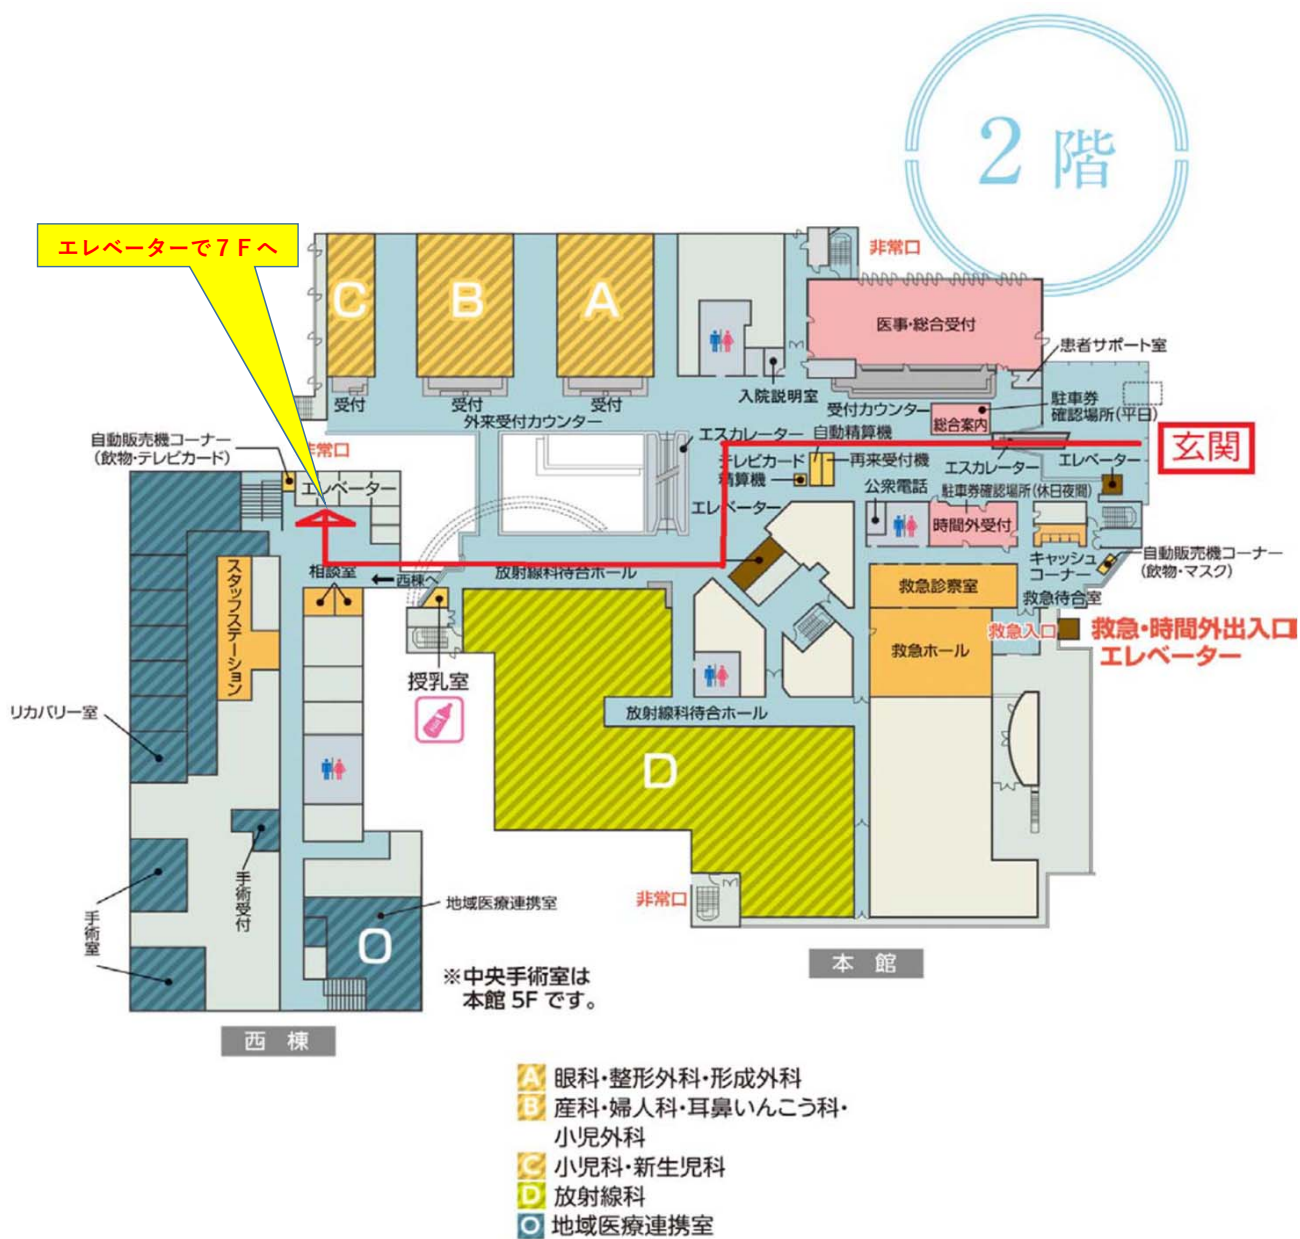 2 階
エレベーターで７Fへ
非常口
C
B
A
医事・総合受付
患者サポート室
入院説明室
受付
受付
受付
外来受付カウンター
受付カウンター
総合案内
駐車券
確認場所(平日)
自動販売機コーナー
(飲物・テレビカード)
非常口
エスカレーター
自動精算機
テレビカード
精算機
再来受付機
エスカレーター
エレベーター
玄関
エレベーター
エレベーター
公衆電話
駐車券確認場所(休日夜間)
時間外受付
キャッシュ
コーナー
自動販売機コーナー
(飲物・マスク)
スタッフステーション
相談室
西棟へ
放射線科待合ホール
救急診察室
救急待合室
救急入口
救急・時間外出入口
エレベーター
救急ホール
授乳室
リカバリー室
放射線科待合ホール
D
手術受付
手術室
地域医療連携室
非常口
O
本 館
※中央手術室は
本館 5F です。
西 棟
A 眼科・整形外科・形成外科
B 産科・婦人科・耳鼻いんこう科・
小児外科
C 小児科・新生児科
D 放射線科
O 地域医療連携室